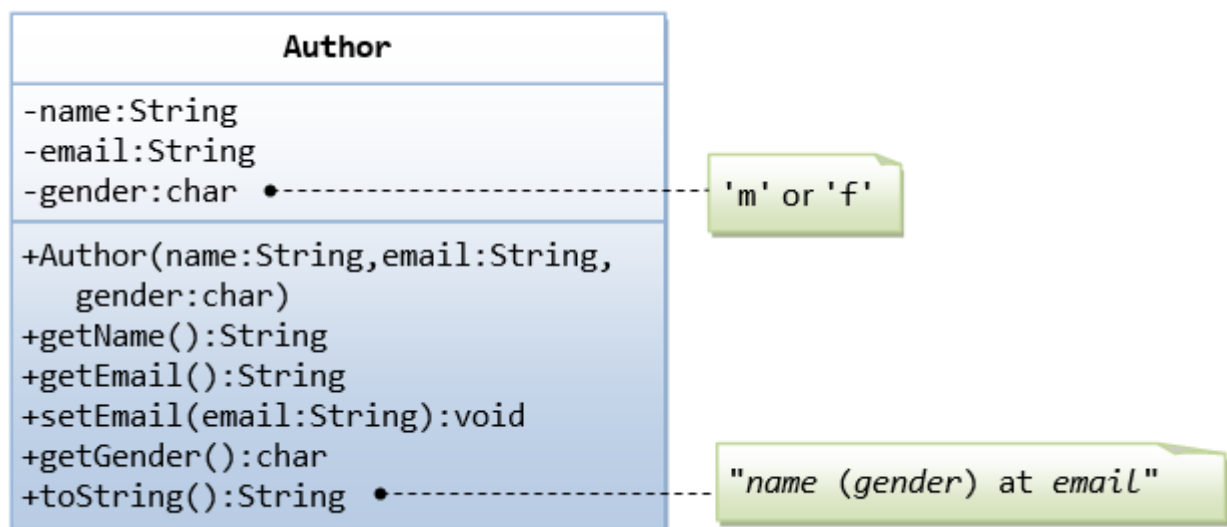 Author
-name:String
-email:String
-gender:char
'm' or 'f'
+Author(name:String,email:String,
gender:char)
+getName():String
+getEmail():String
+setEmail(email:String):void
+getGender():char
+toString():String
"name (gender) at email"